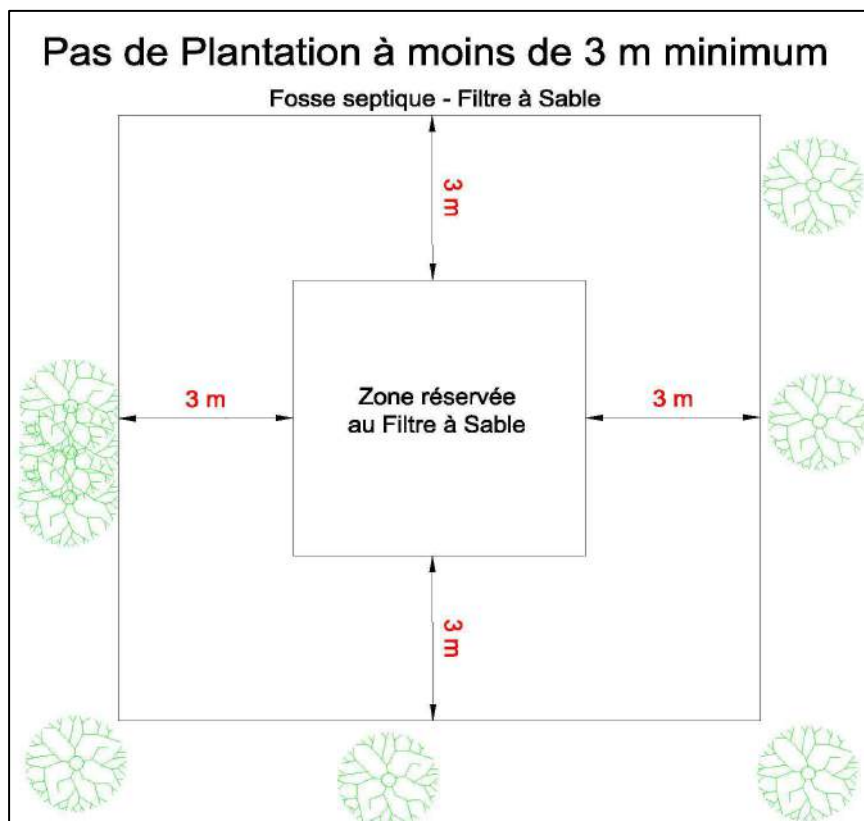 Pas de Plantation à moins de 3 m minimum
Fosse septique - Filtre à Sable
3 m
3 m
Zone réservée
au Filtre à Sable
3 m
3 m